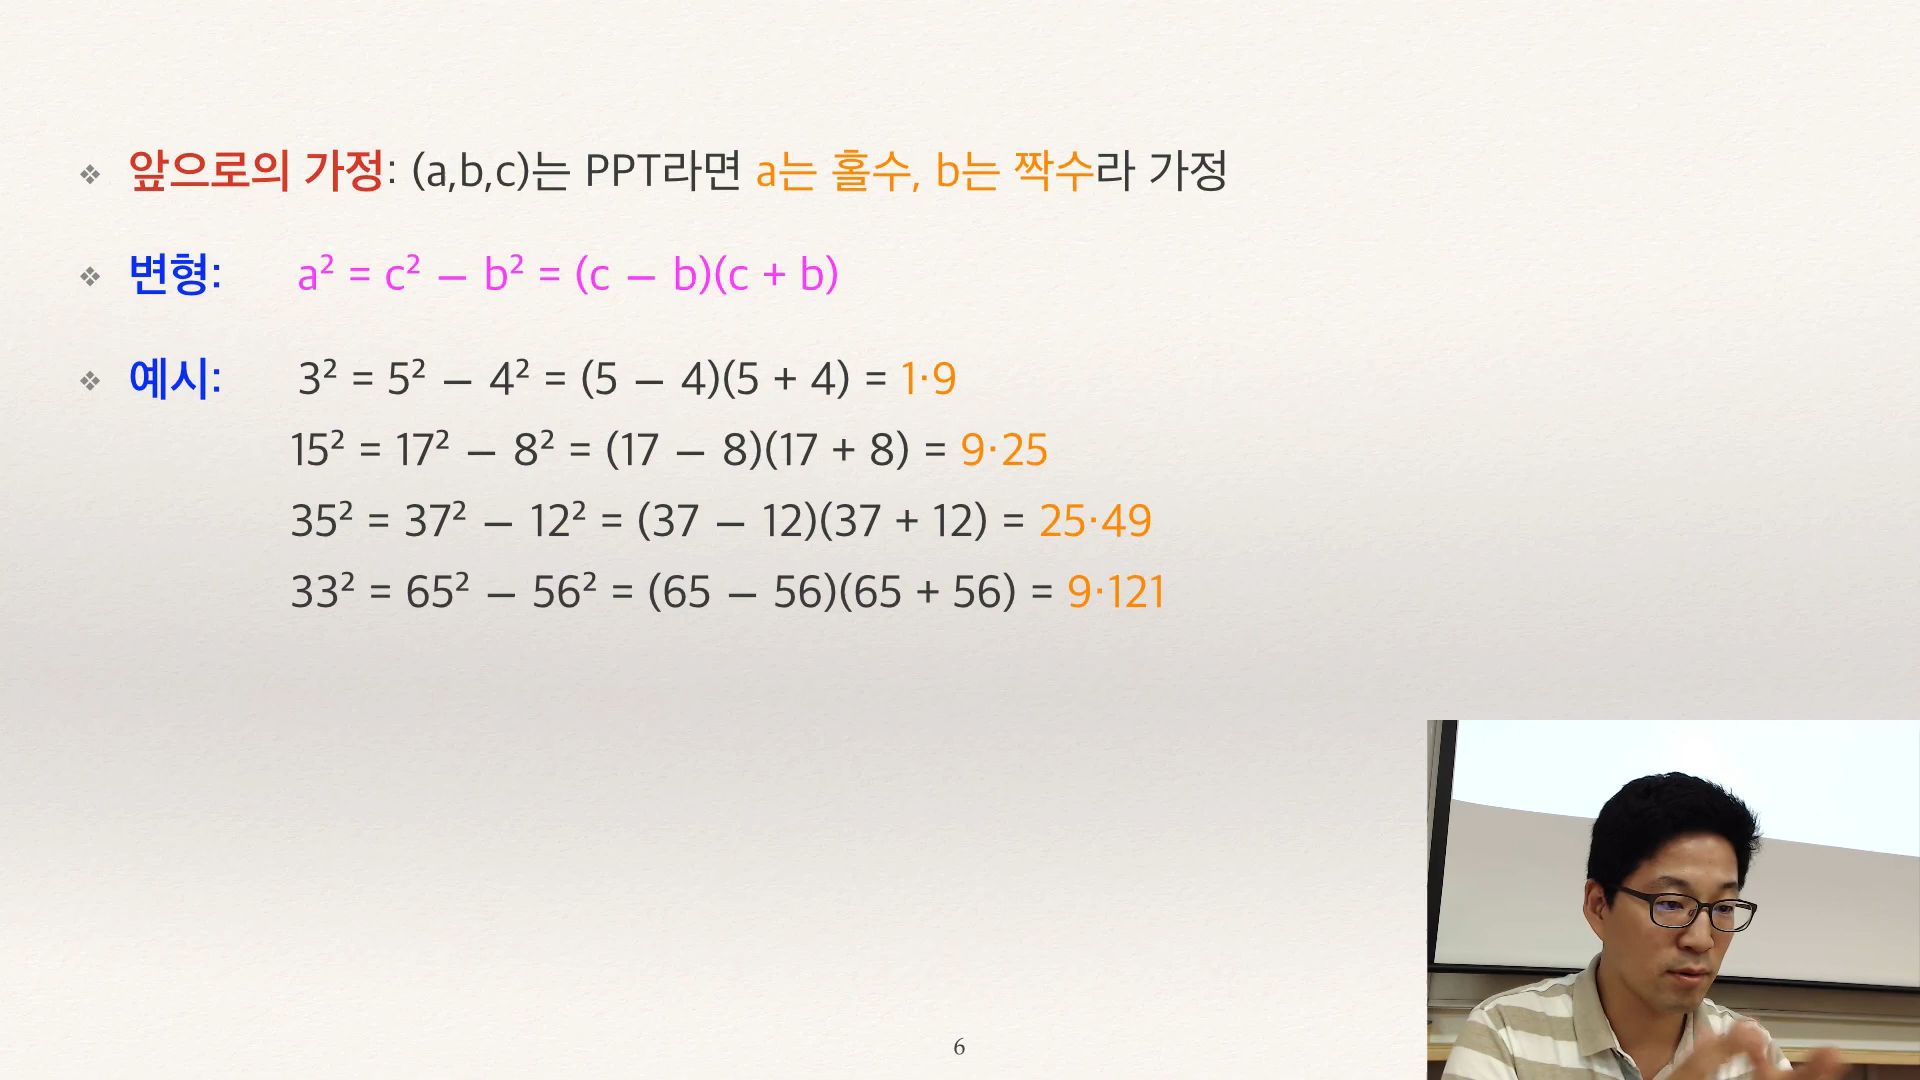 ❖ 앞으로의 가정: (a,b,c)는 PPT라면 a는 홀수, b는 짝수라 가정
❖ 변형: a² = c² − b² = (c − b)(c + b)
❖ 예시: 3² = 5² − 4² = (5 − 4)(5 + 4) = 1·9
15² = 17² − 8² = (17 − 8)(17 + 8) = 9·25
35² = 37² − 12² = (37 − 12)(37 + 12) = 25·49
33² = 65² − 56² = (65 − 56)(65 + 56) = 9·121
6